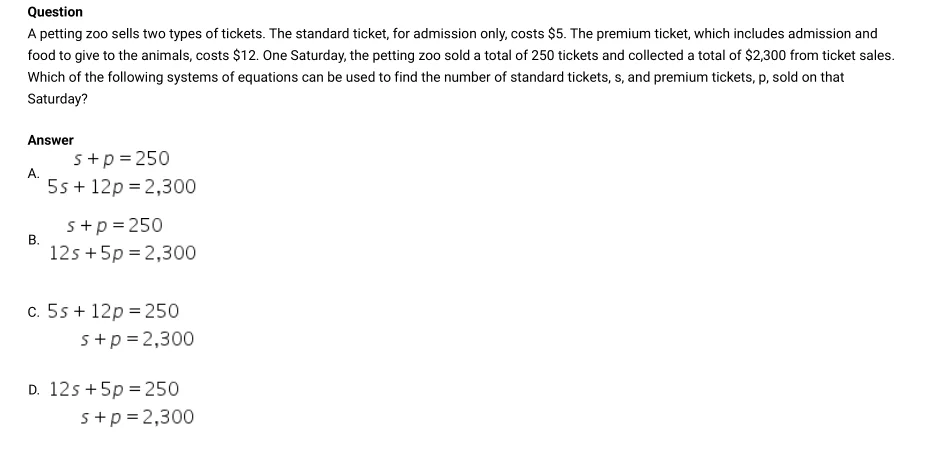 Question
A petting zoo sells two types of tickets. The standard ticket, for admission only, costs $5. The premium ticket, which includes admission and
food to give to the animals, costs $12. One Saturday, the petting zoo sold a total of 250 tickets and collected a total of $2,300 from ticket sales.
Which of the following systems of equations can be used to find the number of standard tickets, s, and premium tickets, p, sold on that
Saturday?
Answer
A.
s + p = 250
5s + 12p = 2,300
B.
s + p = 250
12s + 5p = 2,300
C. 5s + 12p = 250
s + p = 2,300
D. 12s + 5p = 250
s + p = 2,300